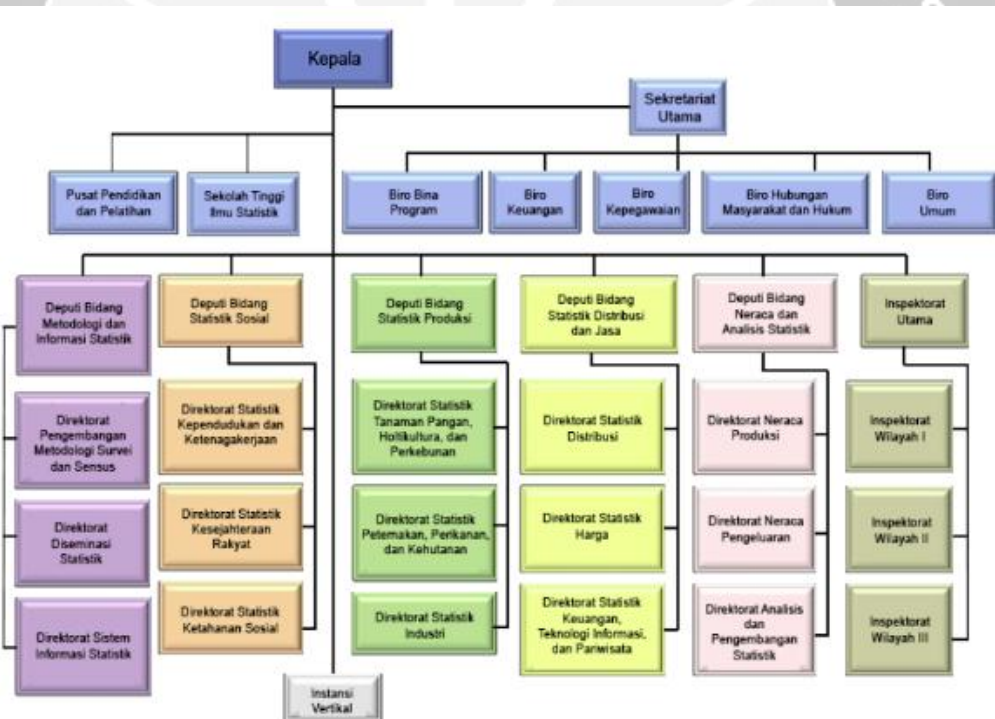 Kepala
Sekretariat
Utama
Pusat Pendidikan
dan Pelatihan
Sekolah Tinggi
Ilmu Statistik
Biro Bina
Program
Biro
Keuangan
Biro
Kepegawaian
Biro Hubungan
Masyarakat dan Hukum
Biro
Umum
Deputi Bidang
Metodologi dan
Informasi Statistik
Deputi Bidang
Statistik Sosial
Deputi Bidang
Statistik Produksi
Deputi Bidang
Statistik Distribusi
dan Jasa
Deputi Bidang
Neraca dan
Analisis Statistik
Inspektorat
Utama
Direktorat
Pengembangan
Metodologi Survei
dan Sensus
Direktorat Statistik
Kependudukan dan
Ketenagakerjaan
Direktorat Statistik
Tanaman Pangan,
Holtikultura, dan
Perkebunan
Direktorat Statistik
Distribusi
Direktorat Neraca
Produksi
Inspektorat
Wilayah I
Direktorat
Diseminasi
Statistik
Direktorat Statistik
Kesejahteraan
Rakyat
Direktorat Statistik
Peternakan, Perikanan,
dan Kehutanan
Direktorat Statistik
Harga
Direktorat Neraca
Pengeluaran
Inspektorat
Wilayah II
Direktorat Sistem
Informasi Statistik
Direktorat Statistik
Ketahanan Sosial
Direktorat Statistik
Industri
Direktorat Statistik
Keuangan,
Teknologi Informasi,
dan Pariwisata
Direktorat Analisis
dan
Pengembangan
Statistik
Inspektorat
Wilayah III
Instansi
Vertikal